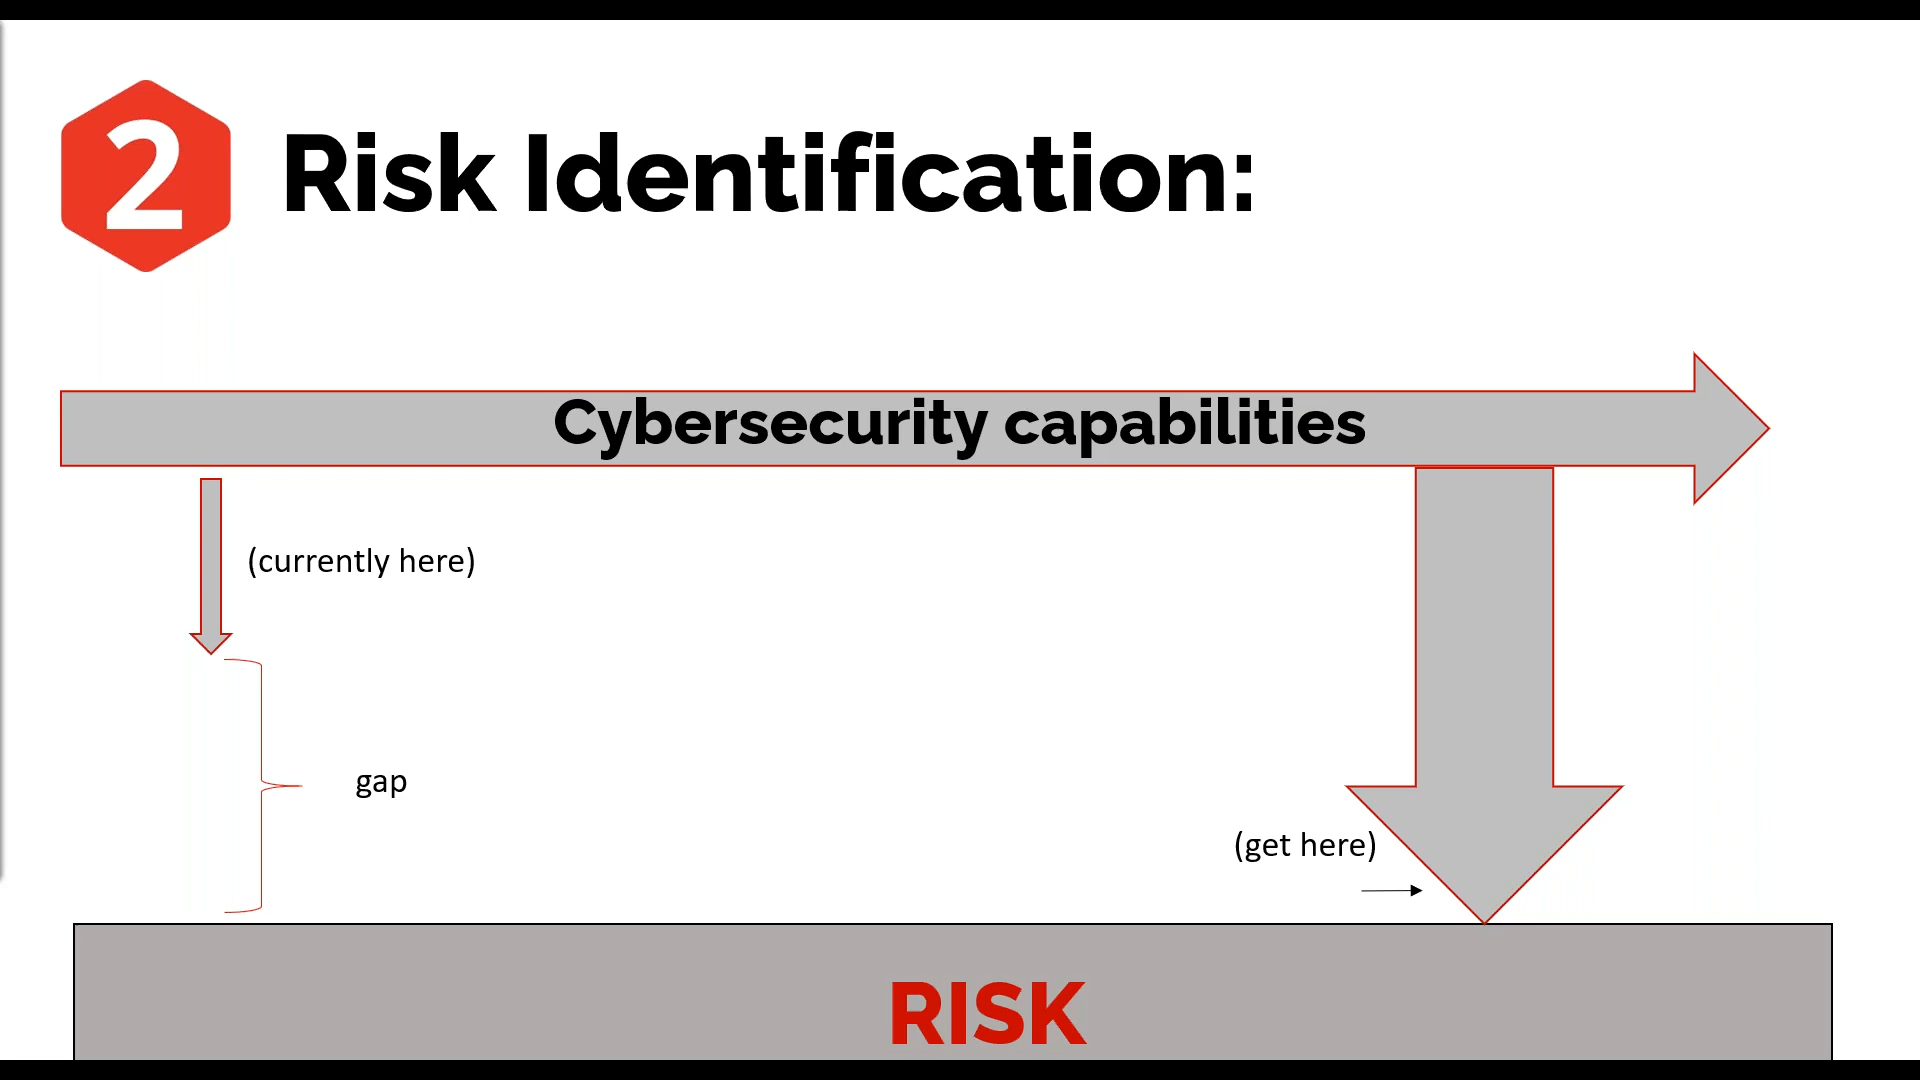 2
Risk Identification:
Cybersecurity capabilities
(currently here)
gap
(get here)
RISK